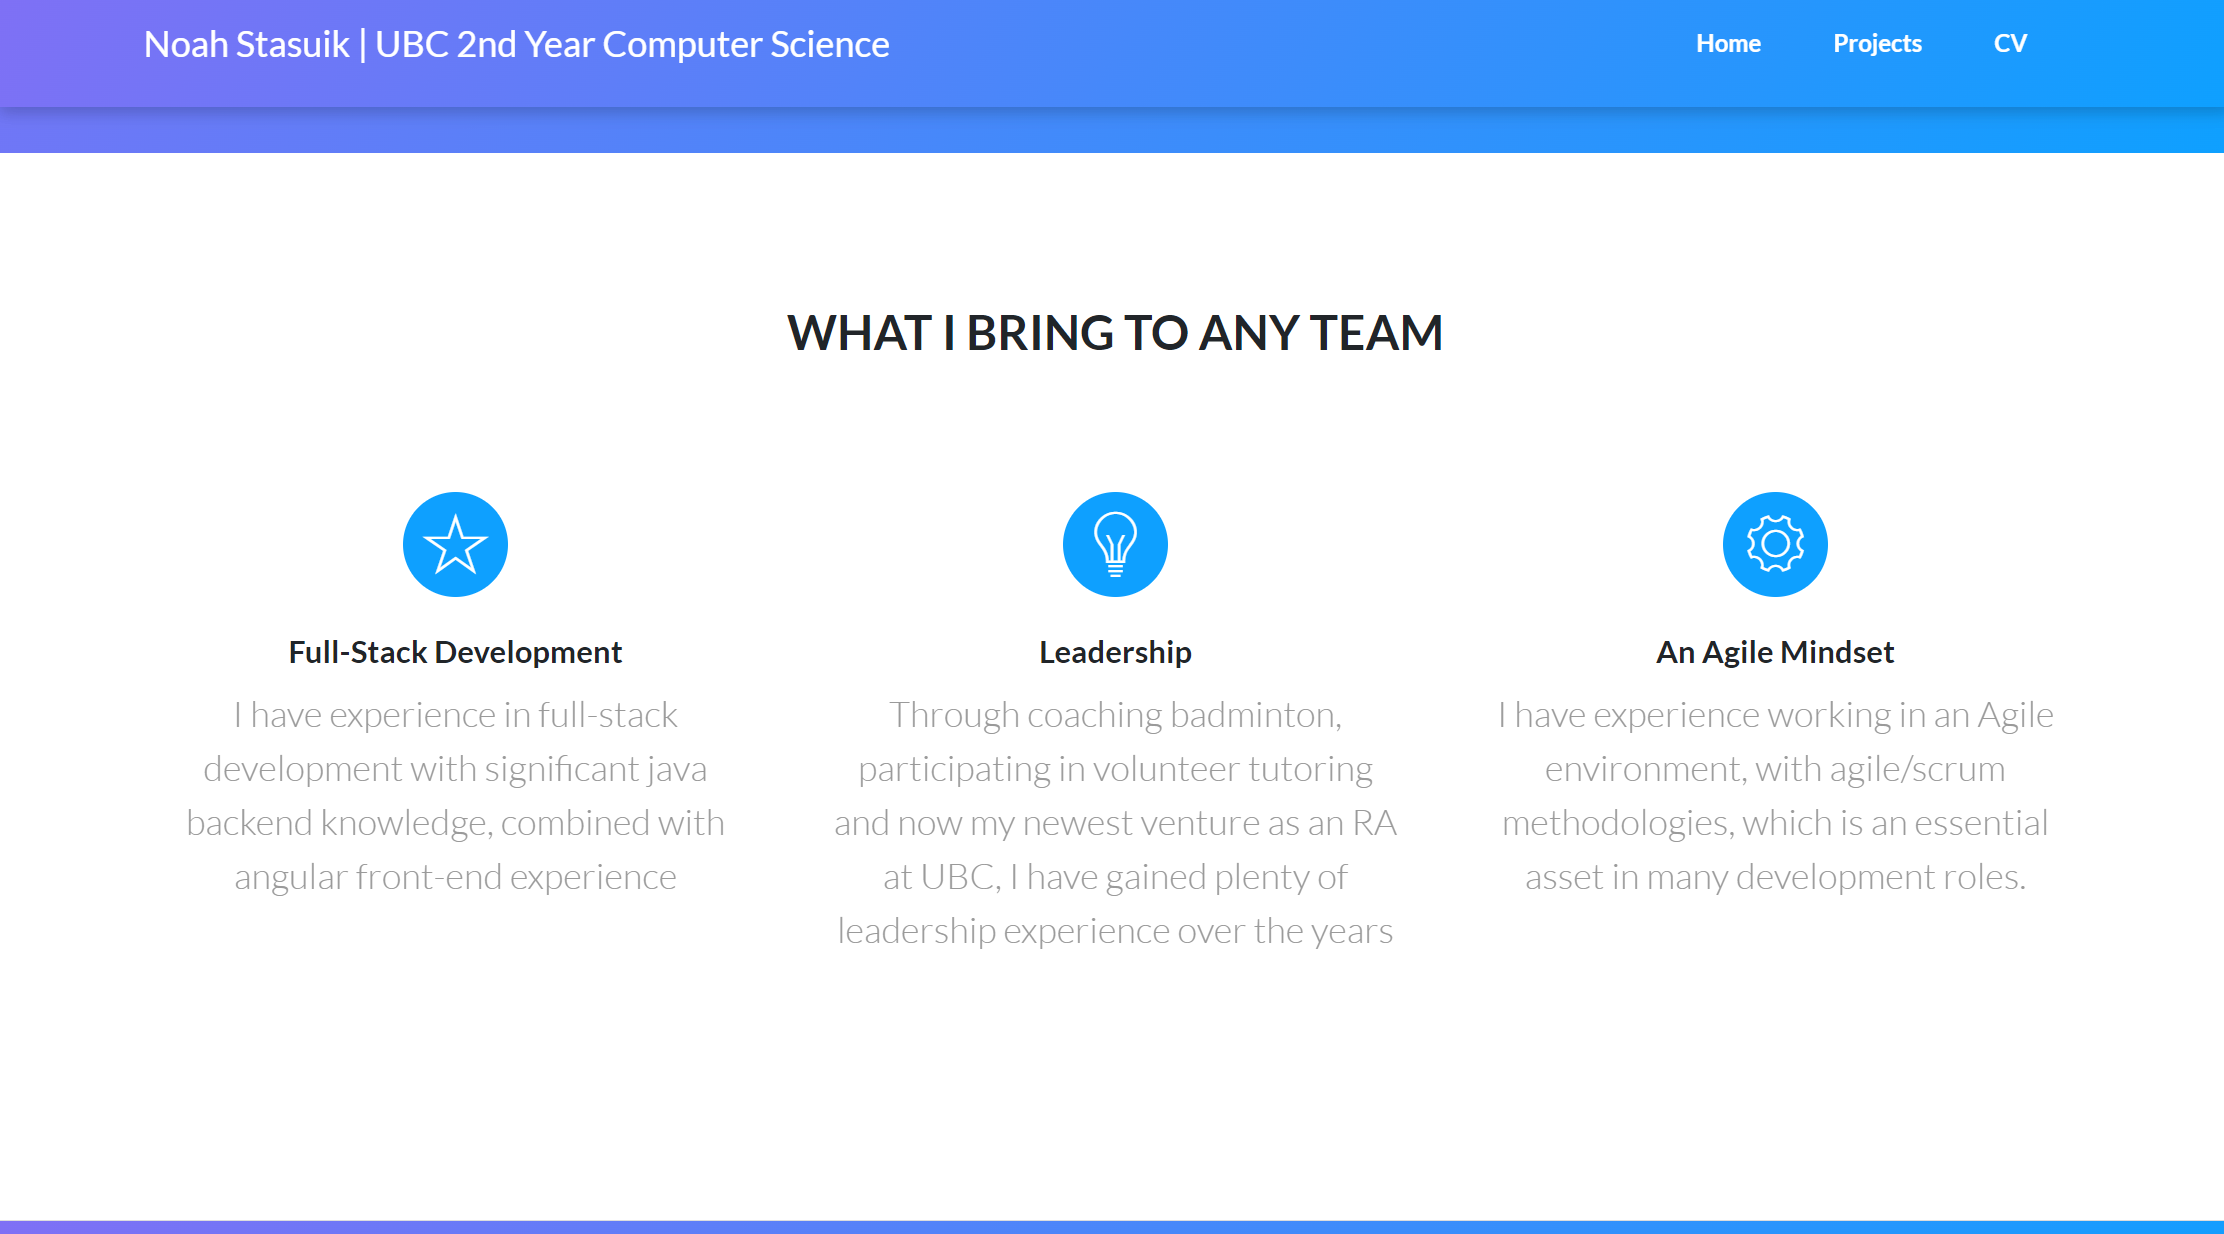 Noah Stasuik | UBC 2nd Year Computer Science
Home
Projects
CV
WHAT I BRING TO ANY TEAM
Full-Stack Development
I have experience in full-stack
development with significant java
backend knowledge, combined with
angular front-end experience
Leadership
Through coaching badminton,
participating in volunteer tutoring
and now my newest venture as an RA
at UBC, I have gained plenty of
leadership experience over the years
An Agile Mindset
I have experience working in an Agile
environment, with agile/scrum
methodologies, which is an essential
asset in many development roles.